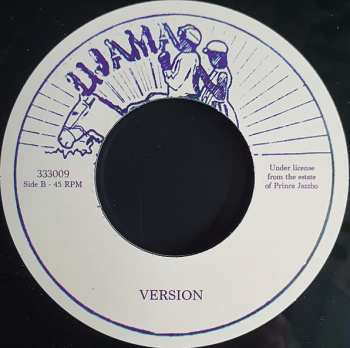 UJAMA
333009
Side B - 45 RPM
Under license
from the estate
of Prince Jazzbo
VERSION